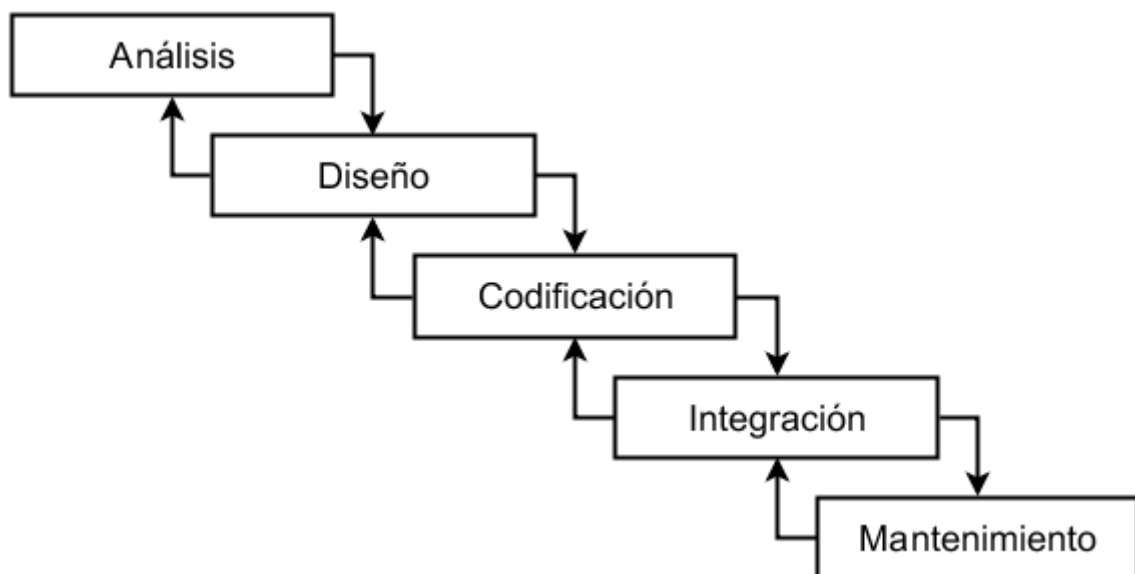 Análisis
Diseño
Codificación
Integración
Mantenimiento